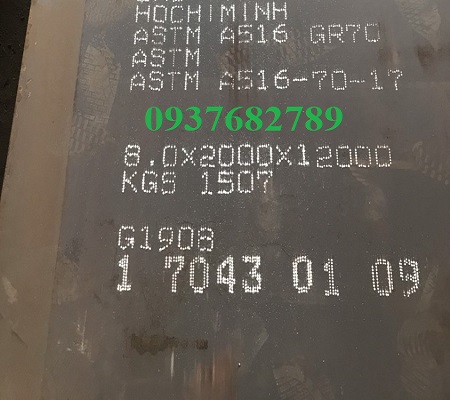 HOCHIMINH
ASTM A516 GR70
ASTM
ASTM A516-70-17
0937682789
8.0X2000X12000
KGS 1507
G1908
1 7043 01 09